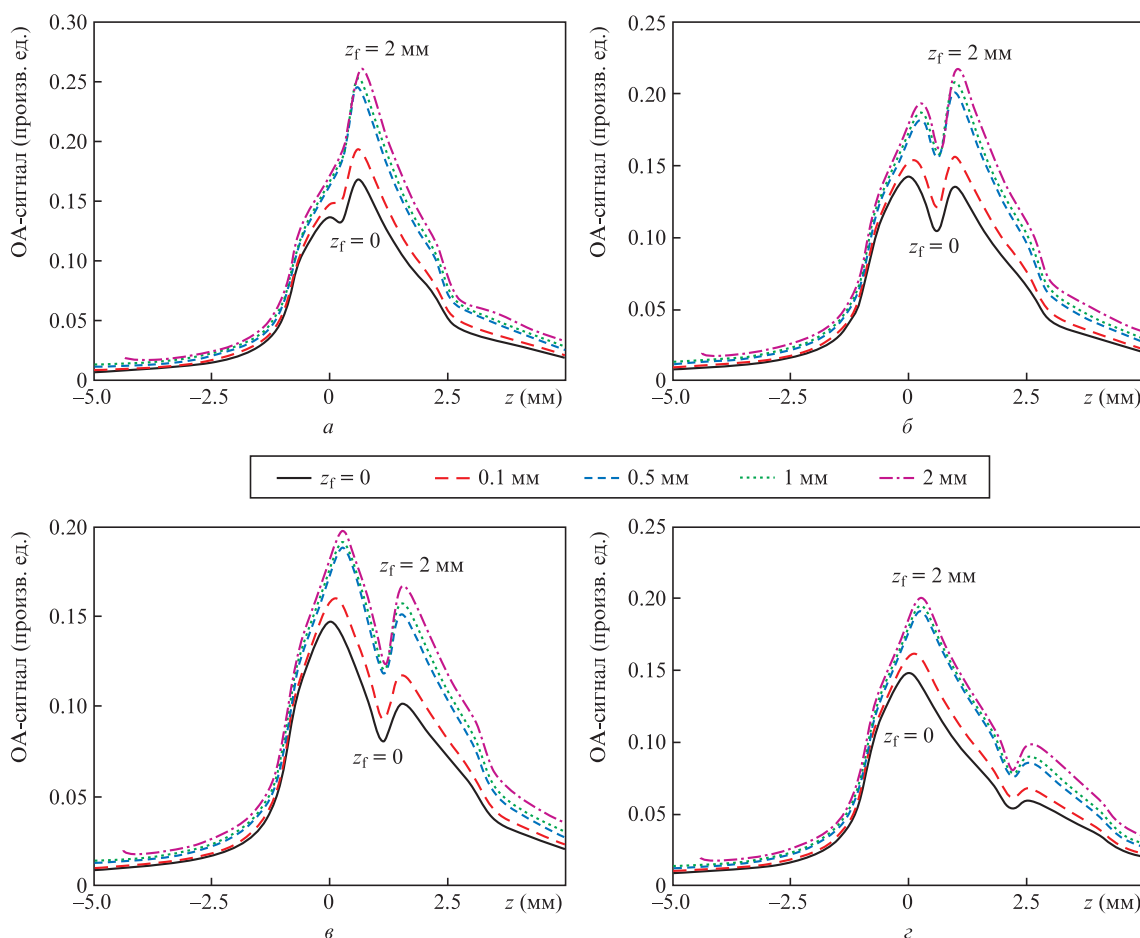 ОА-сигнал (произв. ед.)
0.30
0.25
0.20
0.15
0.10
0.05
0
z_f = 2 мм
z_f = 0
–5.0
–2.5
0
2.5
z (мм)
а
ОА-сигнал (произв. ед.)
0.25
0.20
0.15
0.10
0.05
0
z_f = 2 мм
z_f = 0
–5.0
–2.5
0
2.5
z (мм)
б
z_f = 0 0.1 мм 0.5 мм 1 мм 2 мм
ОА-сигнал (произв. ед.)
0.20
0.15
0.10
0.05
0
z_f = 2 мм
z_f = 0
–5.0
–2.5
0
2.5
z (мм)
в
ОА-сигнал (произв. ед.)
0.25
0.20
0.15
0.10
0.05
0
z_f = 2 мм
z_f = 0
–5.0
–2.5
0
2.5
z (мм)
г